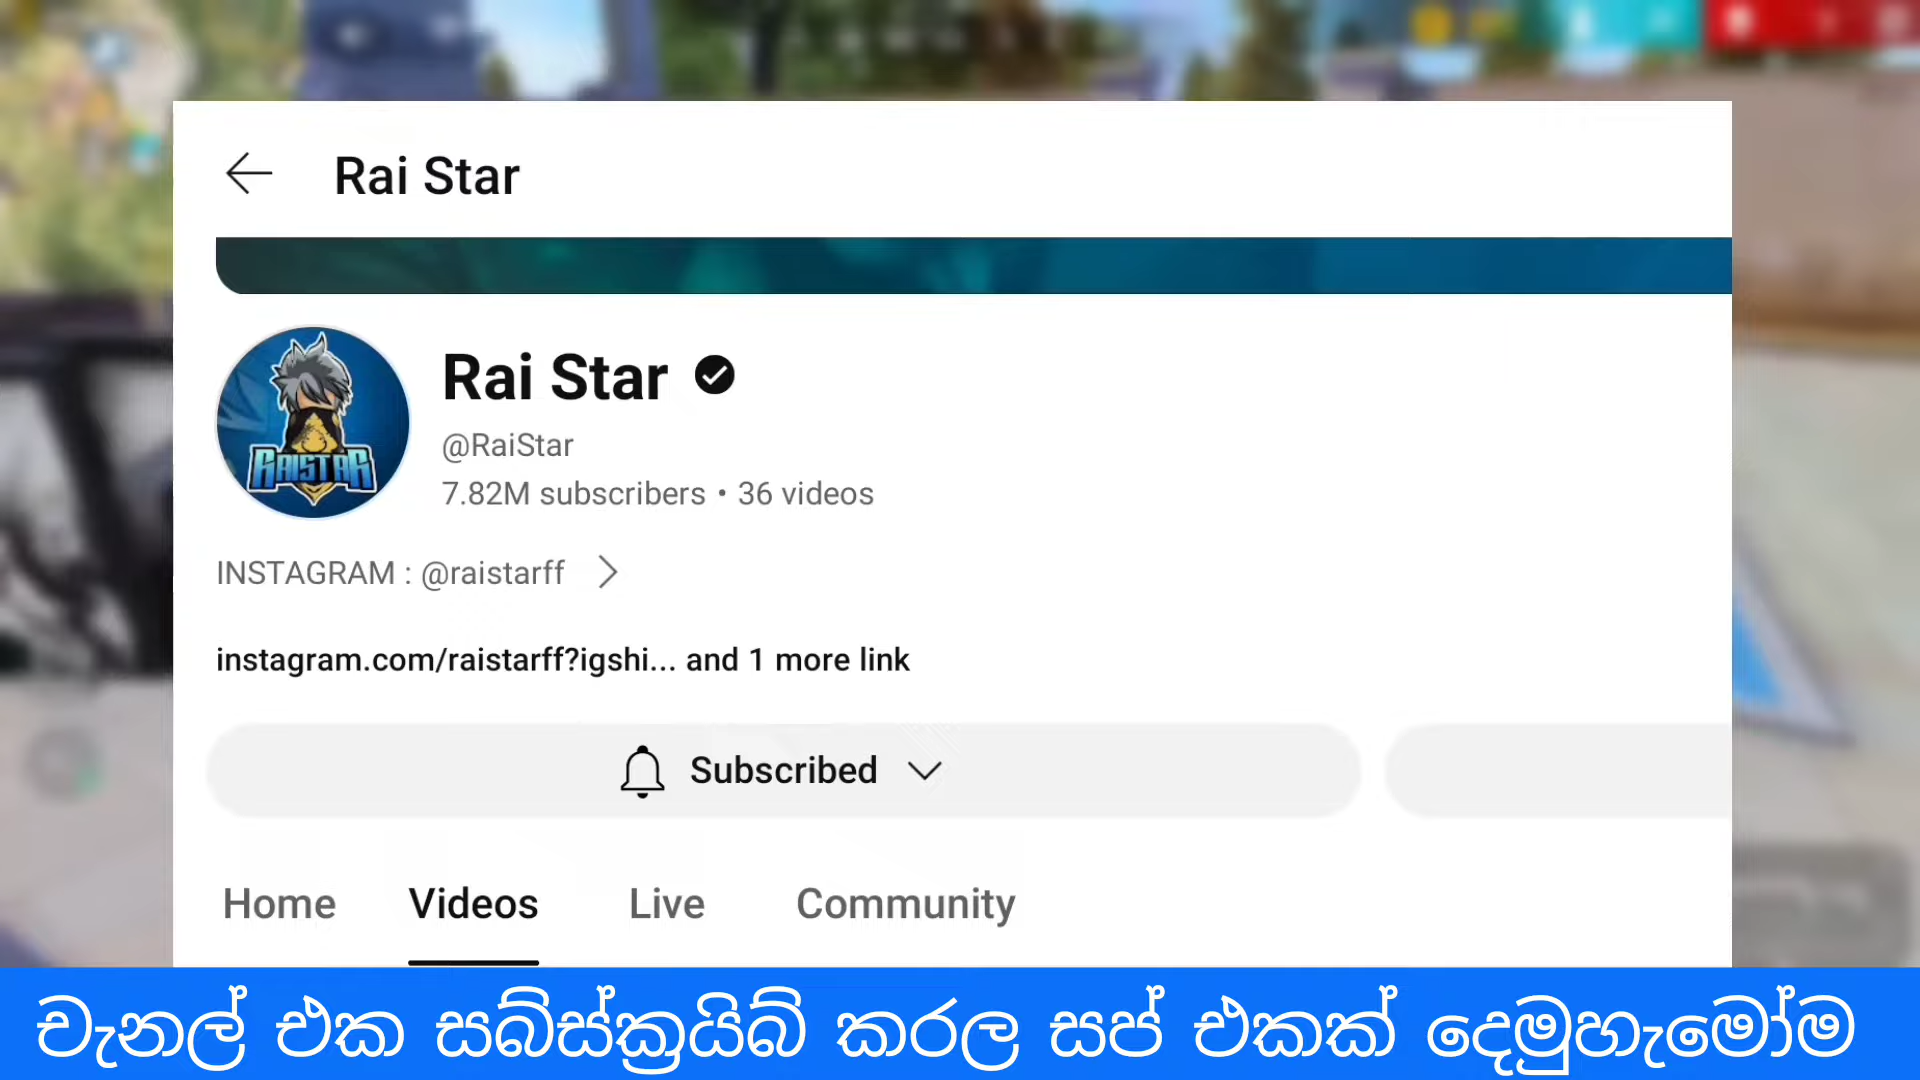 Rai Star
RAISTAR
Rai Star
@RaiStar
7.82M subscribers • 36 videos
INSTAGRAM : @raistarff
instagram.com/raistarff?igshi... and 1 more link
Subscribed
Home Videos Live Community
චැනල් එක සබ්ස්ක්‍රයිබ් කරල සප් එකක් දෙමුහැමෝම